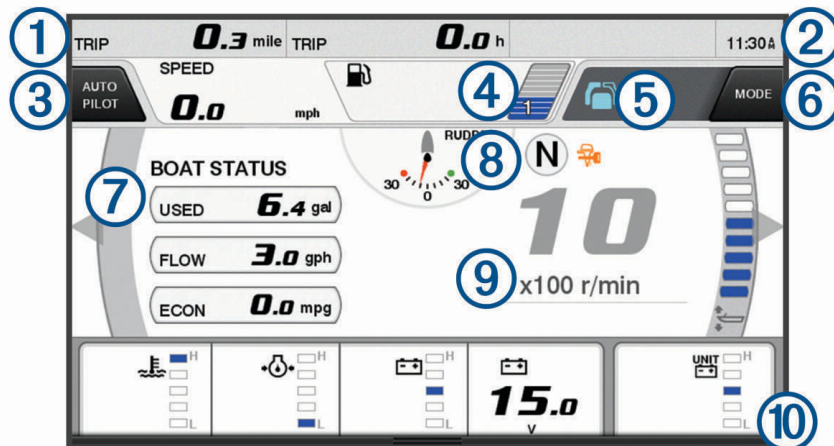 1 TRIP 0.3 mile TRIP 0.0 h 11:30A 2
3 AUTO PILOT
SPEED
0.0 mph
4
1
5
MODE 6
RUDD
8
N
30 0 30
7
BOAT STATUS
USED 6.4 gal
FLOW 3.0 gph
ECON 0.0 mpg
10
9 x100 r/min
H
L
H
L
H
L
15.0
V
UNIT
H
L
10